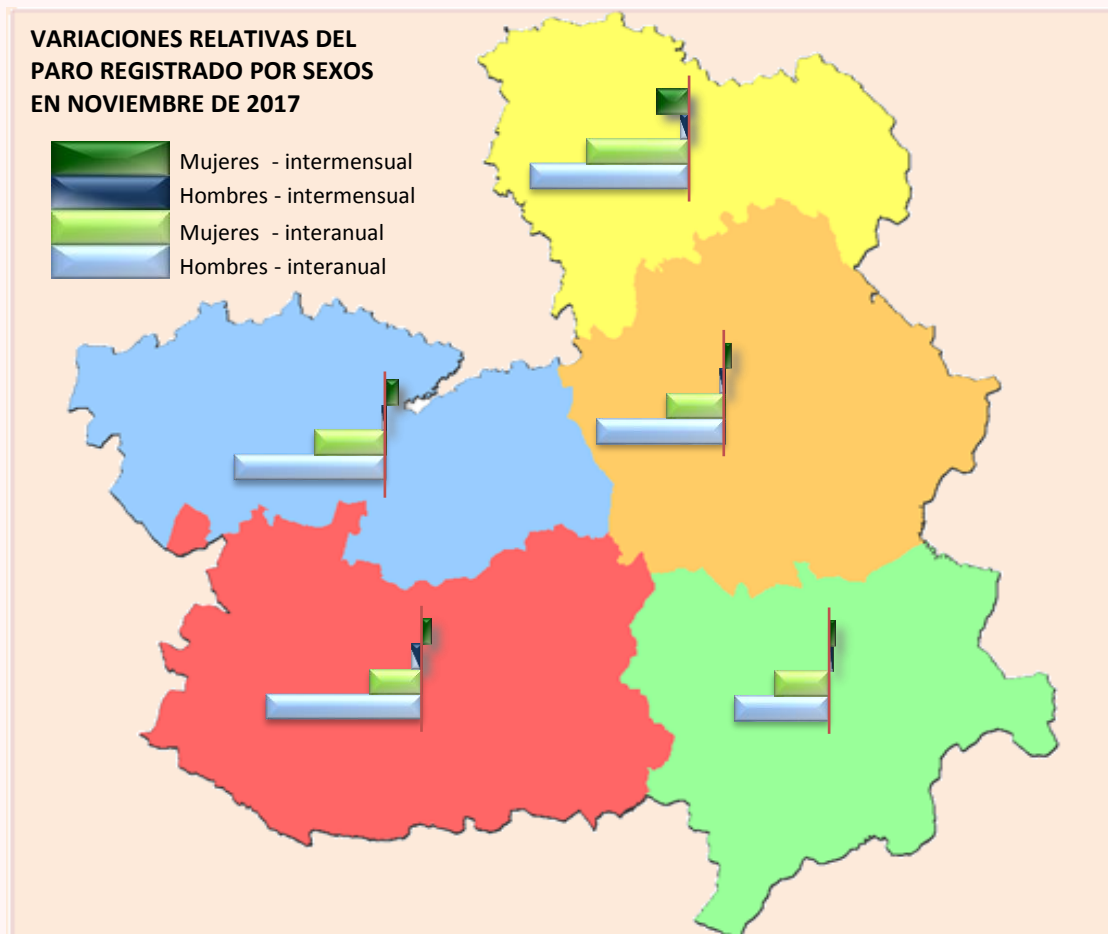 VARIACIONES RELATIVAS DEL
PARO REGISTRADO POR SEXOS
EN NOVIEMBRE DE 2017
Mujeres - intermensual
Hombres - intermensual
Mujeres - interanual
Hombres - interanual